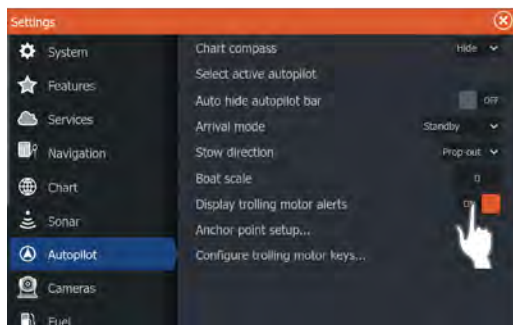 Settings
System
Features
Services
Navigation
Chart
Sonar
Autopilot
Cameras
Fuel
Chart compass Hide
Select active autopilot
Auto hide autopilot bar OFF
Arrival mode Standby
Stow direction Prop out
Boat scale 0
Display trolling motor alerts
Anchor point setup...
Configure trolling motor keys...